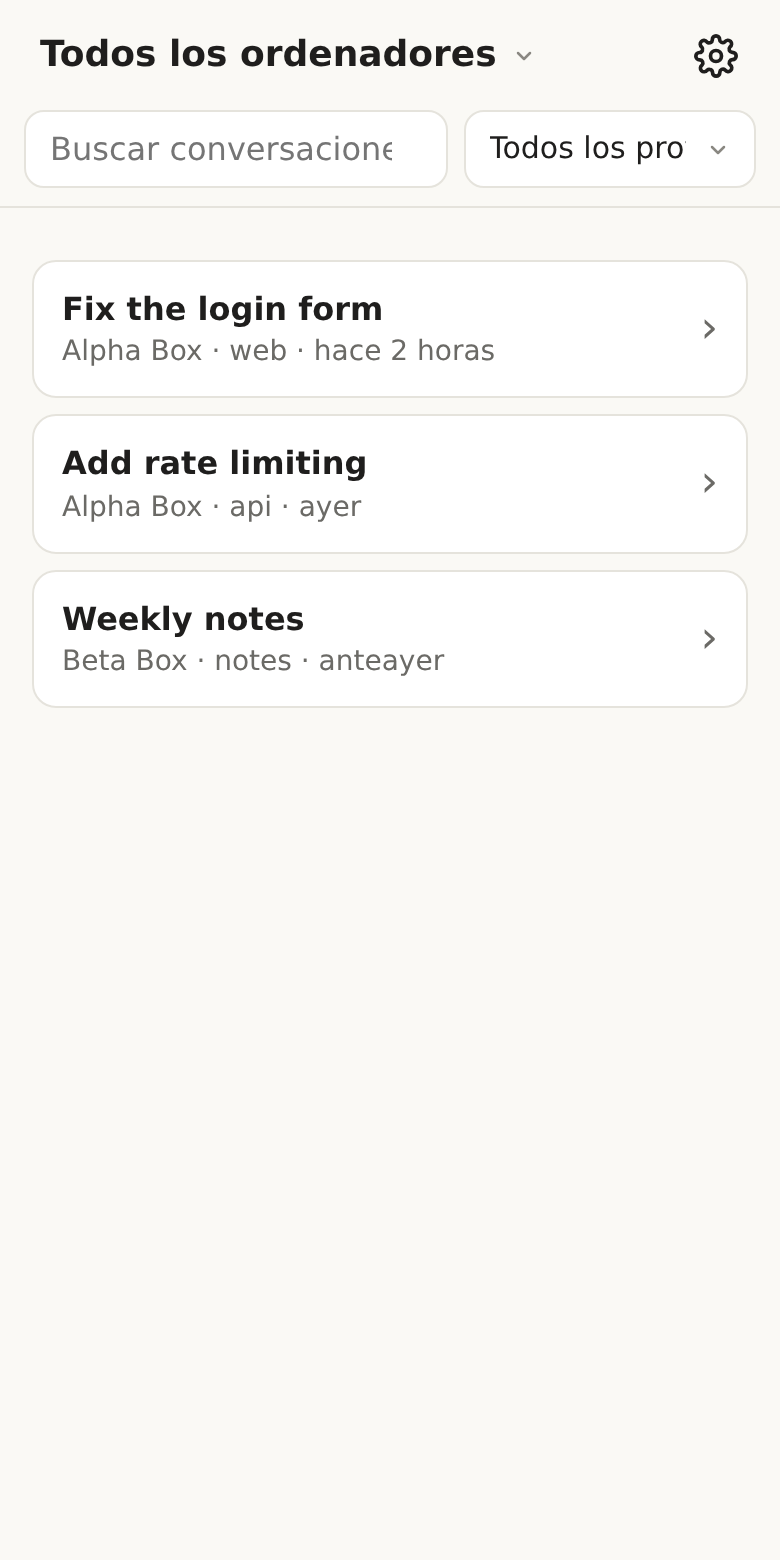 Todos los ordenadores
Buscar conversacione
Todos los pro
Fix the login form
Alpha Box · web · hace 2 horas
Add rate limiting
Alpha Box · api · ayer
Weekly notes
Beta Box · notes · anteayer